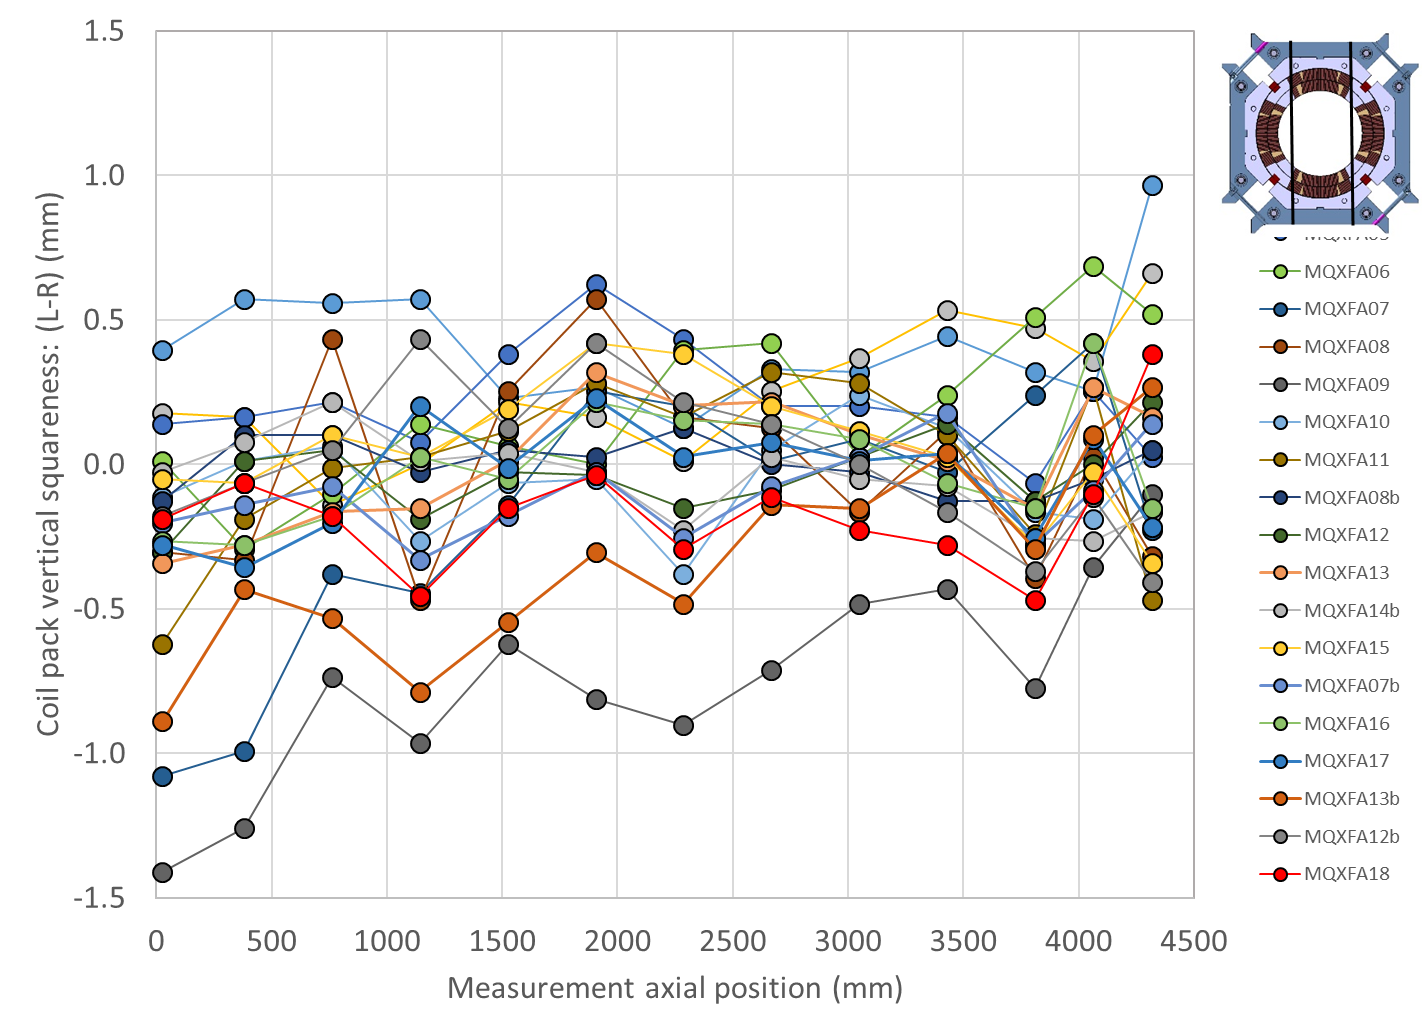 Coil pack vertical squareness: (L-R) (mm)
1.5
1.0
0.5
0.0
-0.5
-1.0
-1.5
0 500 1000 1500 2000 2500 3000 3500 4000 4500
Measurement axial position (mm)
MQXFA06
MQXFA07
MQXFA08
MQXFA09
MQXFA10
MQXFA11
MQXFA08b
MQXFA12
MQXFA13
MQXFA14b
MQXFA15
MQXFA07b
MQXFA16
MQXFA17
MQXFA13b
MQXFA12b
MQXFA18